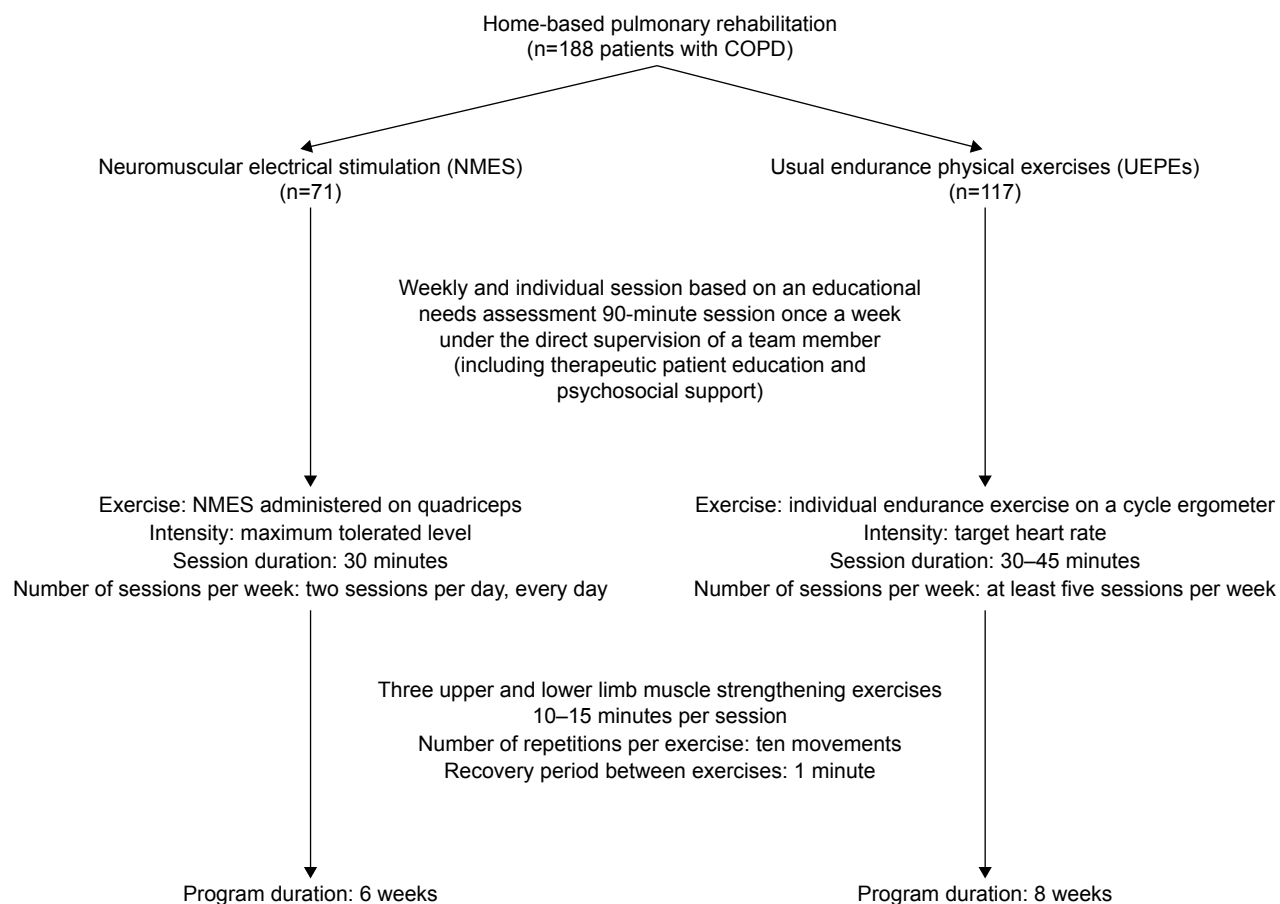 Home-based pulmonary rehabilitation
(n=188 patients with COPD)
Neuromuscular electrical stimulation (NMES)
(n=71)
Usual endurance physical exercises (UEPEs)
(n=117)
Weekly and individual session based on an educational
needs assessment 90-minute session once a week
under the direct supervision of a team member
(including therapeutic patient education and
psychosocial support)
Exercise: NMES administered on quadriceps
Intensity: maximum tolerated level
Session duration: 30 minutes
Number of sessions per week: two sessions per day, every day
Exercise: individual endurance exercise on a cycle ergometer
Intensity: target heart rate
Session duration: 30–45 minutes
Number of sessions per week: at least five sessions per week
Three upper and lower limb muscle strengthening exercises
10–15 minutes per session
Number of repetitions per exercise: ten movements
Recovery period between exercises: 1 minute
Program duration: 6 weeks
Program duration: 8 weeks